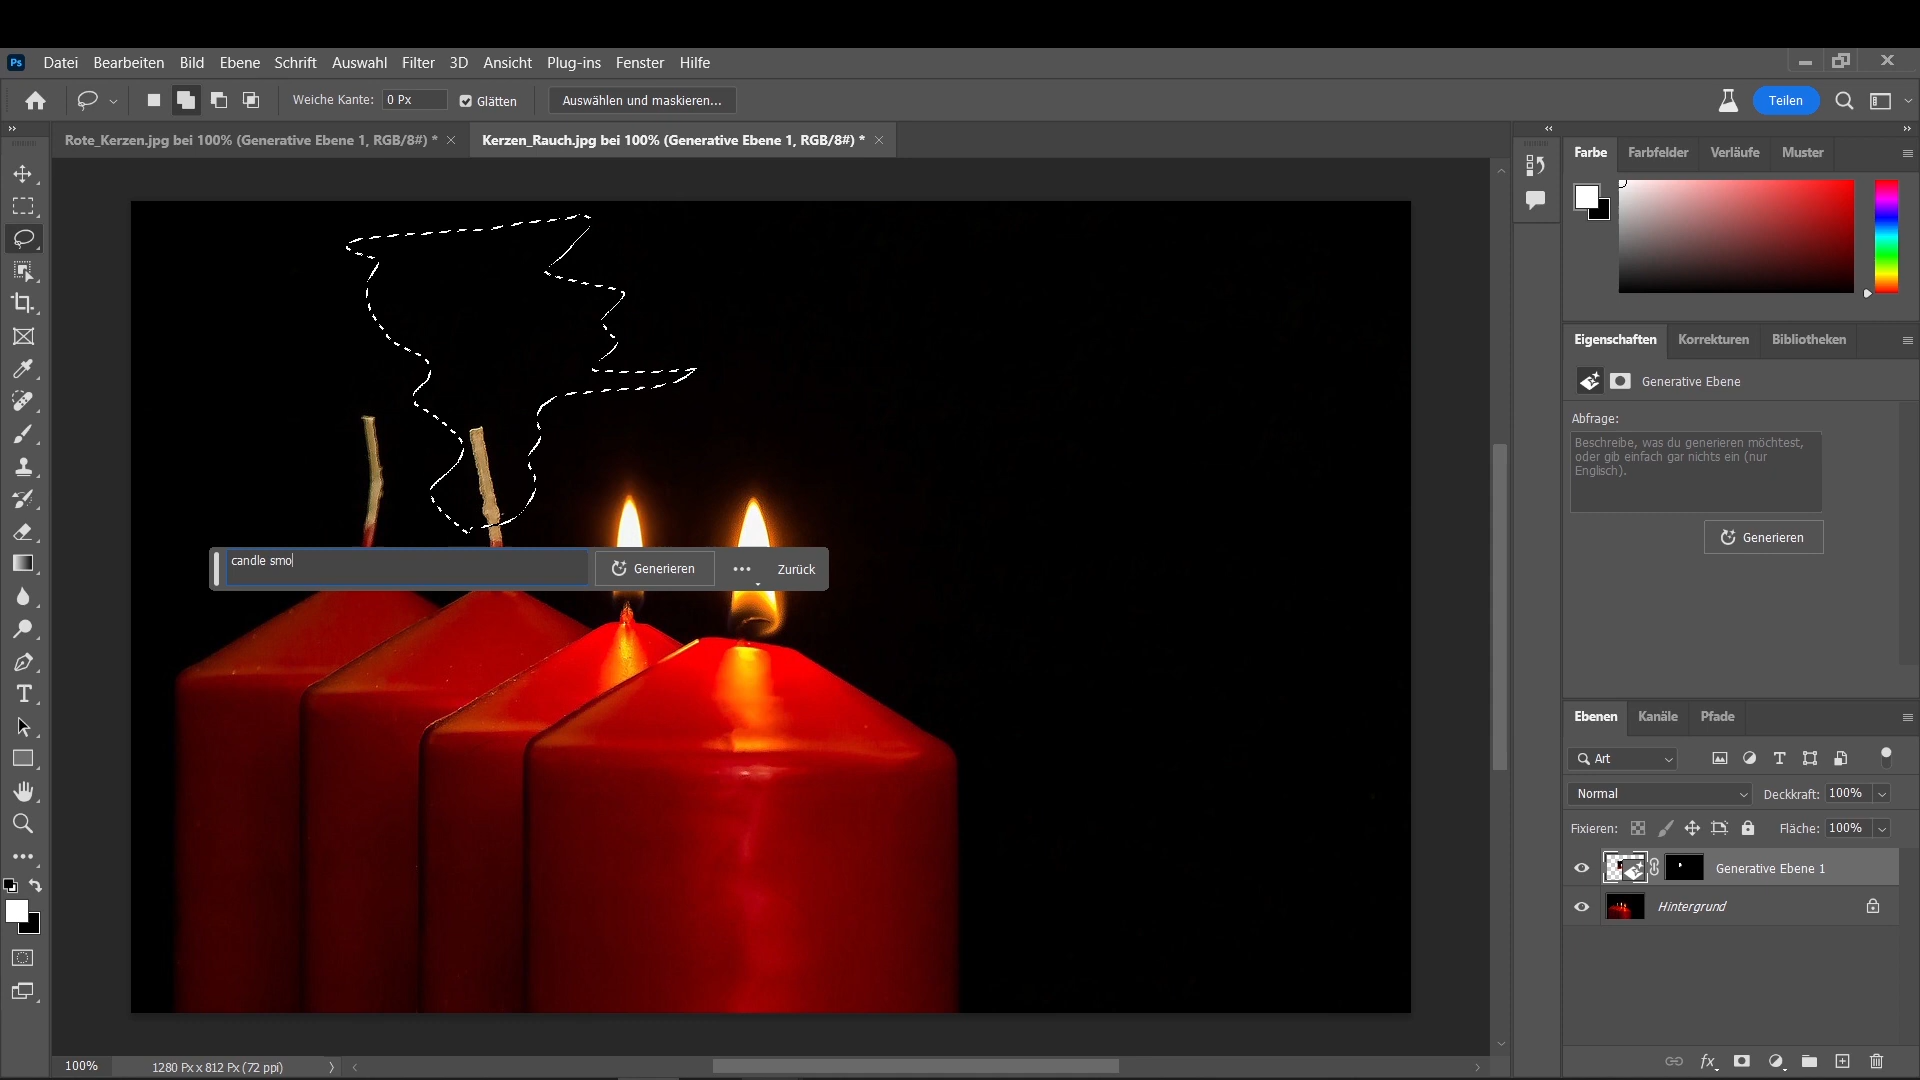 Ps Datei Bearbeiten Bild Ebene Schrift Auswahl Filter 3D Ansicht Plug-ins Fenster Hilfe
Weiche Kante: 0 Px Glätten Auswählen und maskieren... Teilen
Rote_Kerzen.jpg bei 100% (Generative Ebene 1, RGB/8#) * Kerzen_Rauch.jpg bei 100% (Generative Ebene 1, RGB/8#) *
Farbe Farbfelder Verläufe Muster
Eigenschaften Korrekturen Bibliotheken
Generative Ebene
Abfrage:
Beschreibe, was du generieren möchtest,
oder gib einfach gar nichts ein (nur
Englisch).
Generieren
candle smo Generieren ... Zurück
Ebenen Kanäle Pfade
Art
Normal Deckkraft: 100%
Fixieren: Fläche: 100%
Generative Ebene 1
Hintergrund
fx
100% 1280 Px x 812 Px (72 ppi)